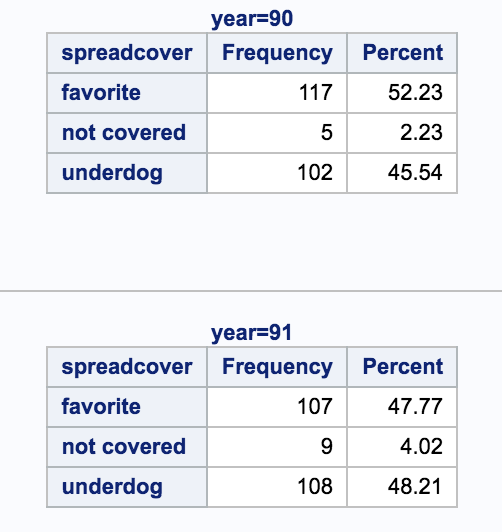 year=90
spreadcover Frequency Percent
favorite 117 52.23
not covered 5 2.23
underdog 102 45.54
year=91
spreadcover Frequency Percent
favorite 107 47.77
not covered 9 4.02
underdog 108 48.21